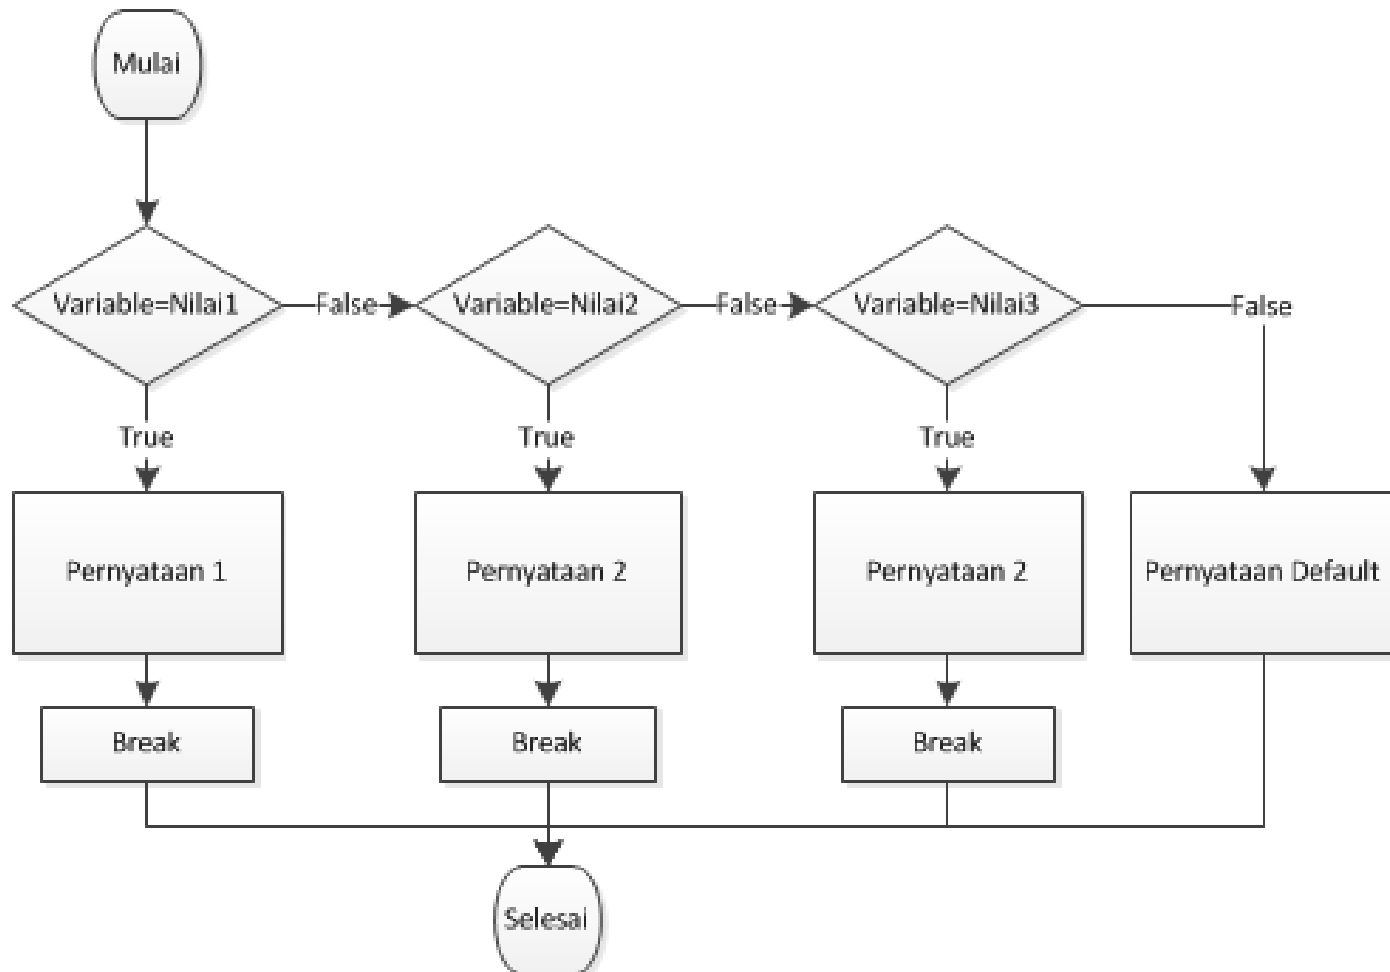 Mulai
Variable=Nilai1
False
Variable=Nilai2
False
Variable=Nilai3
False
True
True
True
Pernyataan 1
Pernyataan 2
Pernyataan 2
Pernyataan Default
Break
Break
Break
Selesai